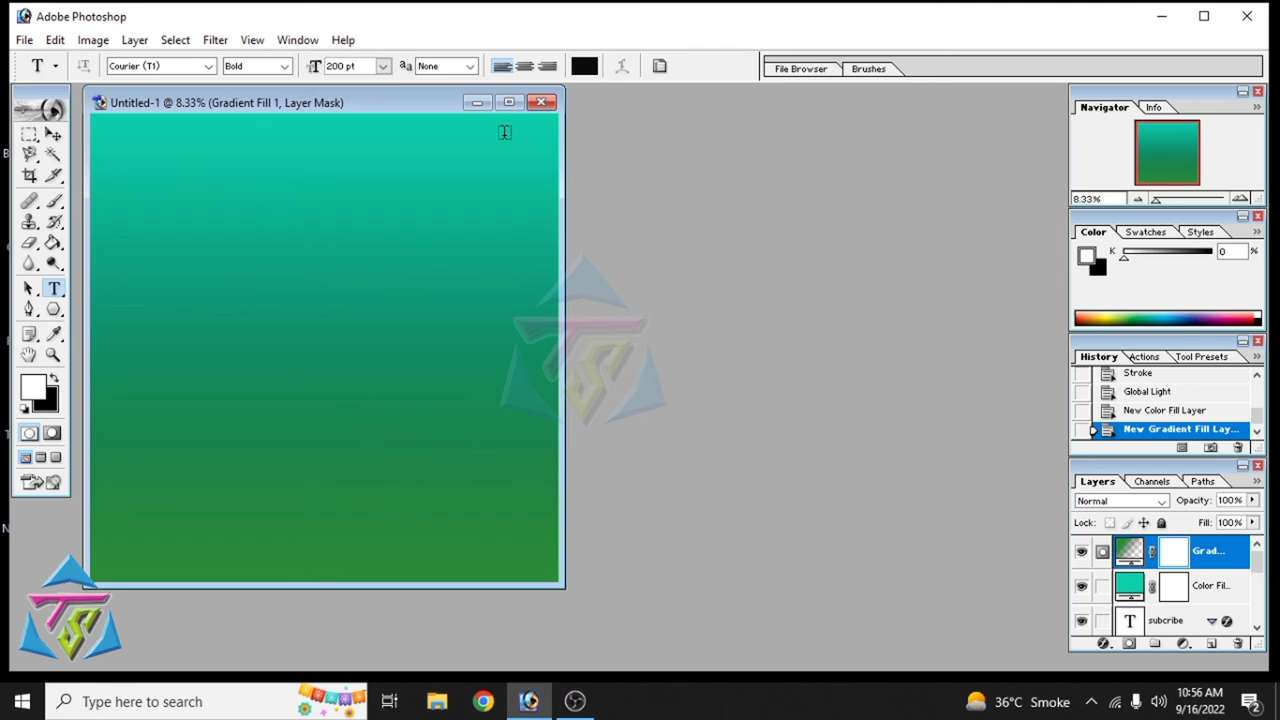 Adobe Photoshop
File Edit Image Layer Select Filter View Window Help
T T Courier (T1) Bold T 200 pt aa None File Browser Brushes
Untitled-1 @ 8.33% (Gradient Fill 1, Layer Mask)
Navigator Info
8.33%
Color Swatches Styles
K 0 %
T
History Actions Tool Presets
Stroke
Global Light
New Color Fill Layer
New Gradient Fill Lay...
Layers Channels Paths
Normal Opacity: 100%
Lock: Fill: 100%
Grad...
Color Fil...
T subcribe
TS
TS
Type here to search
36°C Smoke
10:56 AM
9/16/2022
2